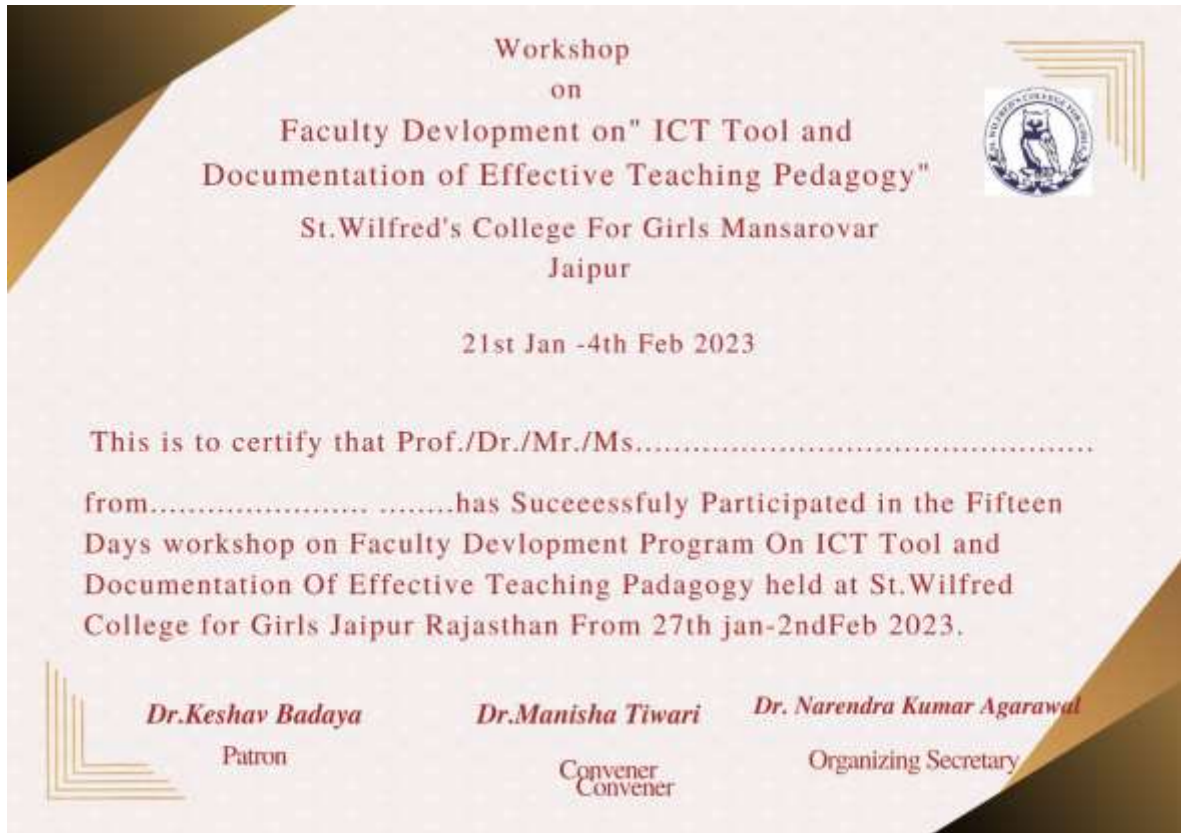 Workshop
on
Faculty Devlopment on" ICT Tool and
Documentation of Effective Teaching Pedagogy"
St.Wilfred's College For Girls Mansarovar
Jaipur
21st Jan -4th Feb 2023
This is to certify that Prof./Dr./Mr./Ms................................................
from....................... ........has Suceeessfuly Participated in the Fifteen
Days workshop on Faculty Devlopment Program On ICT Tool and
Documentation Of Effective Teaching Padagogy held at St.Wilfred
College for Girls Jaipur Rajasthan From 27th jan-2ndFeb 2023.
Dr.Keshav Badaya
Patron
Dr.Manisha Tiwari
Convener
Convener
Dr. Narendra Kumar Agarawal
Organizing Secretary